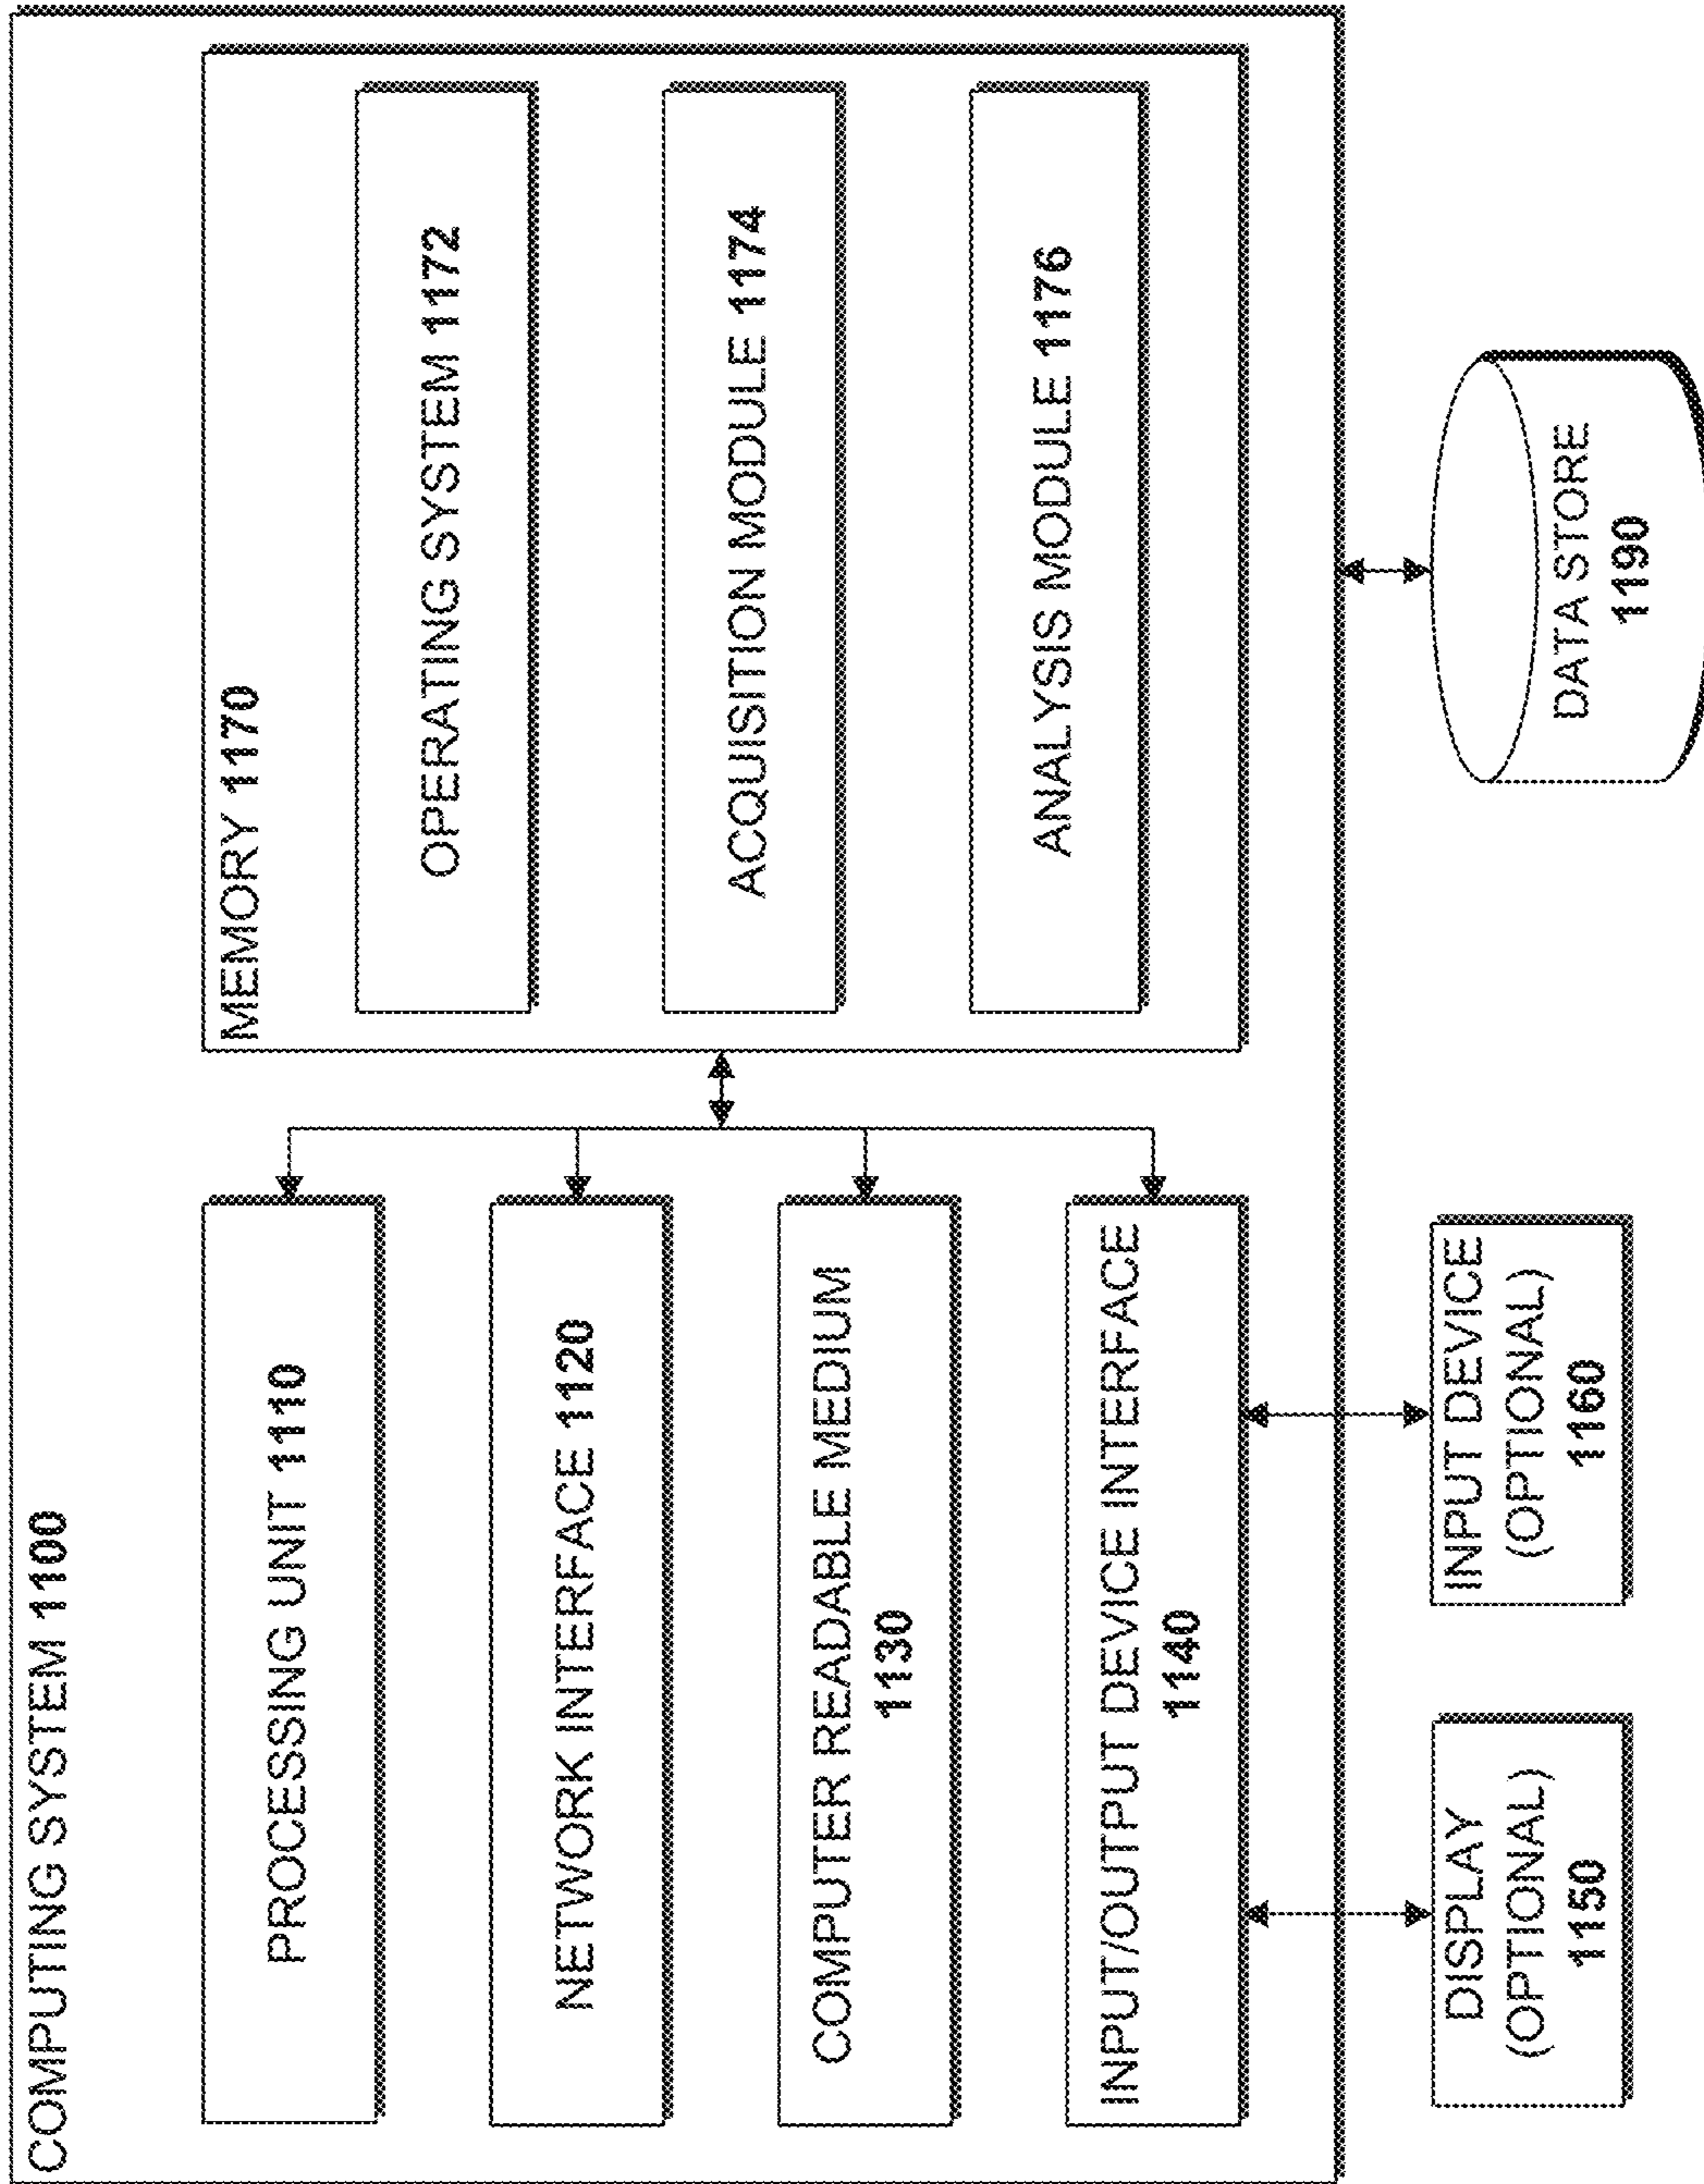 COMPUTING SYSTEM 1100
PROCESSING UNIT 1110
NETWORK INTERFACE 1120
COMPUTER READABLE MEDIUM
1130
INPUT/OUTPUT DEVICE INTERFACE
1140
MEMORY 1170
OPERATING SYSTEM 1172
ACQUISITION MODULE 1174
ANALYSIS MODULE 1176
DISPLAY
(OPTIONAL)
1150
INPUT DEVICE
(OPTIONAL)
1160
DATA STORE
1190